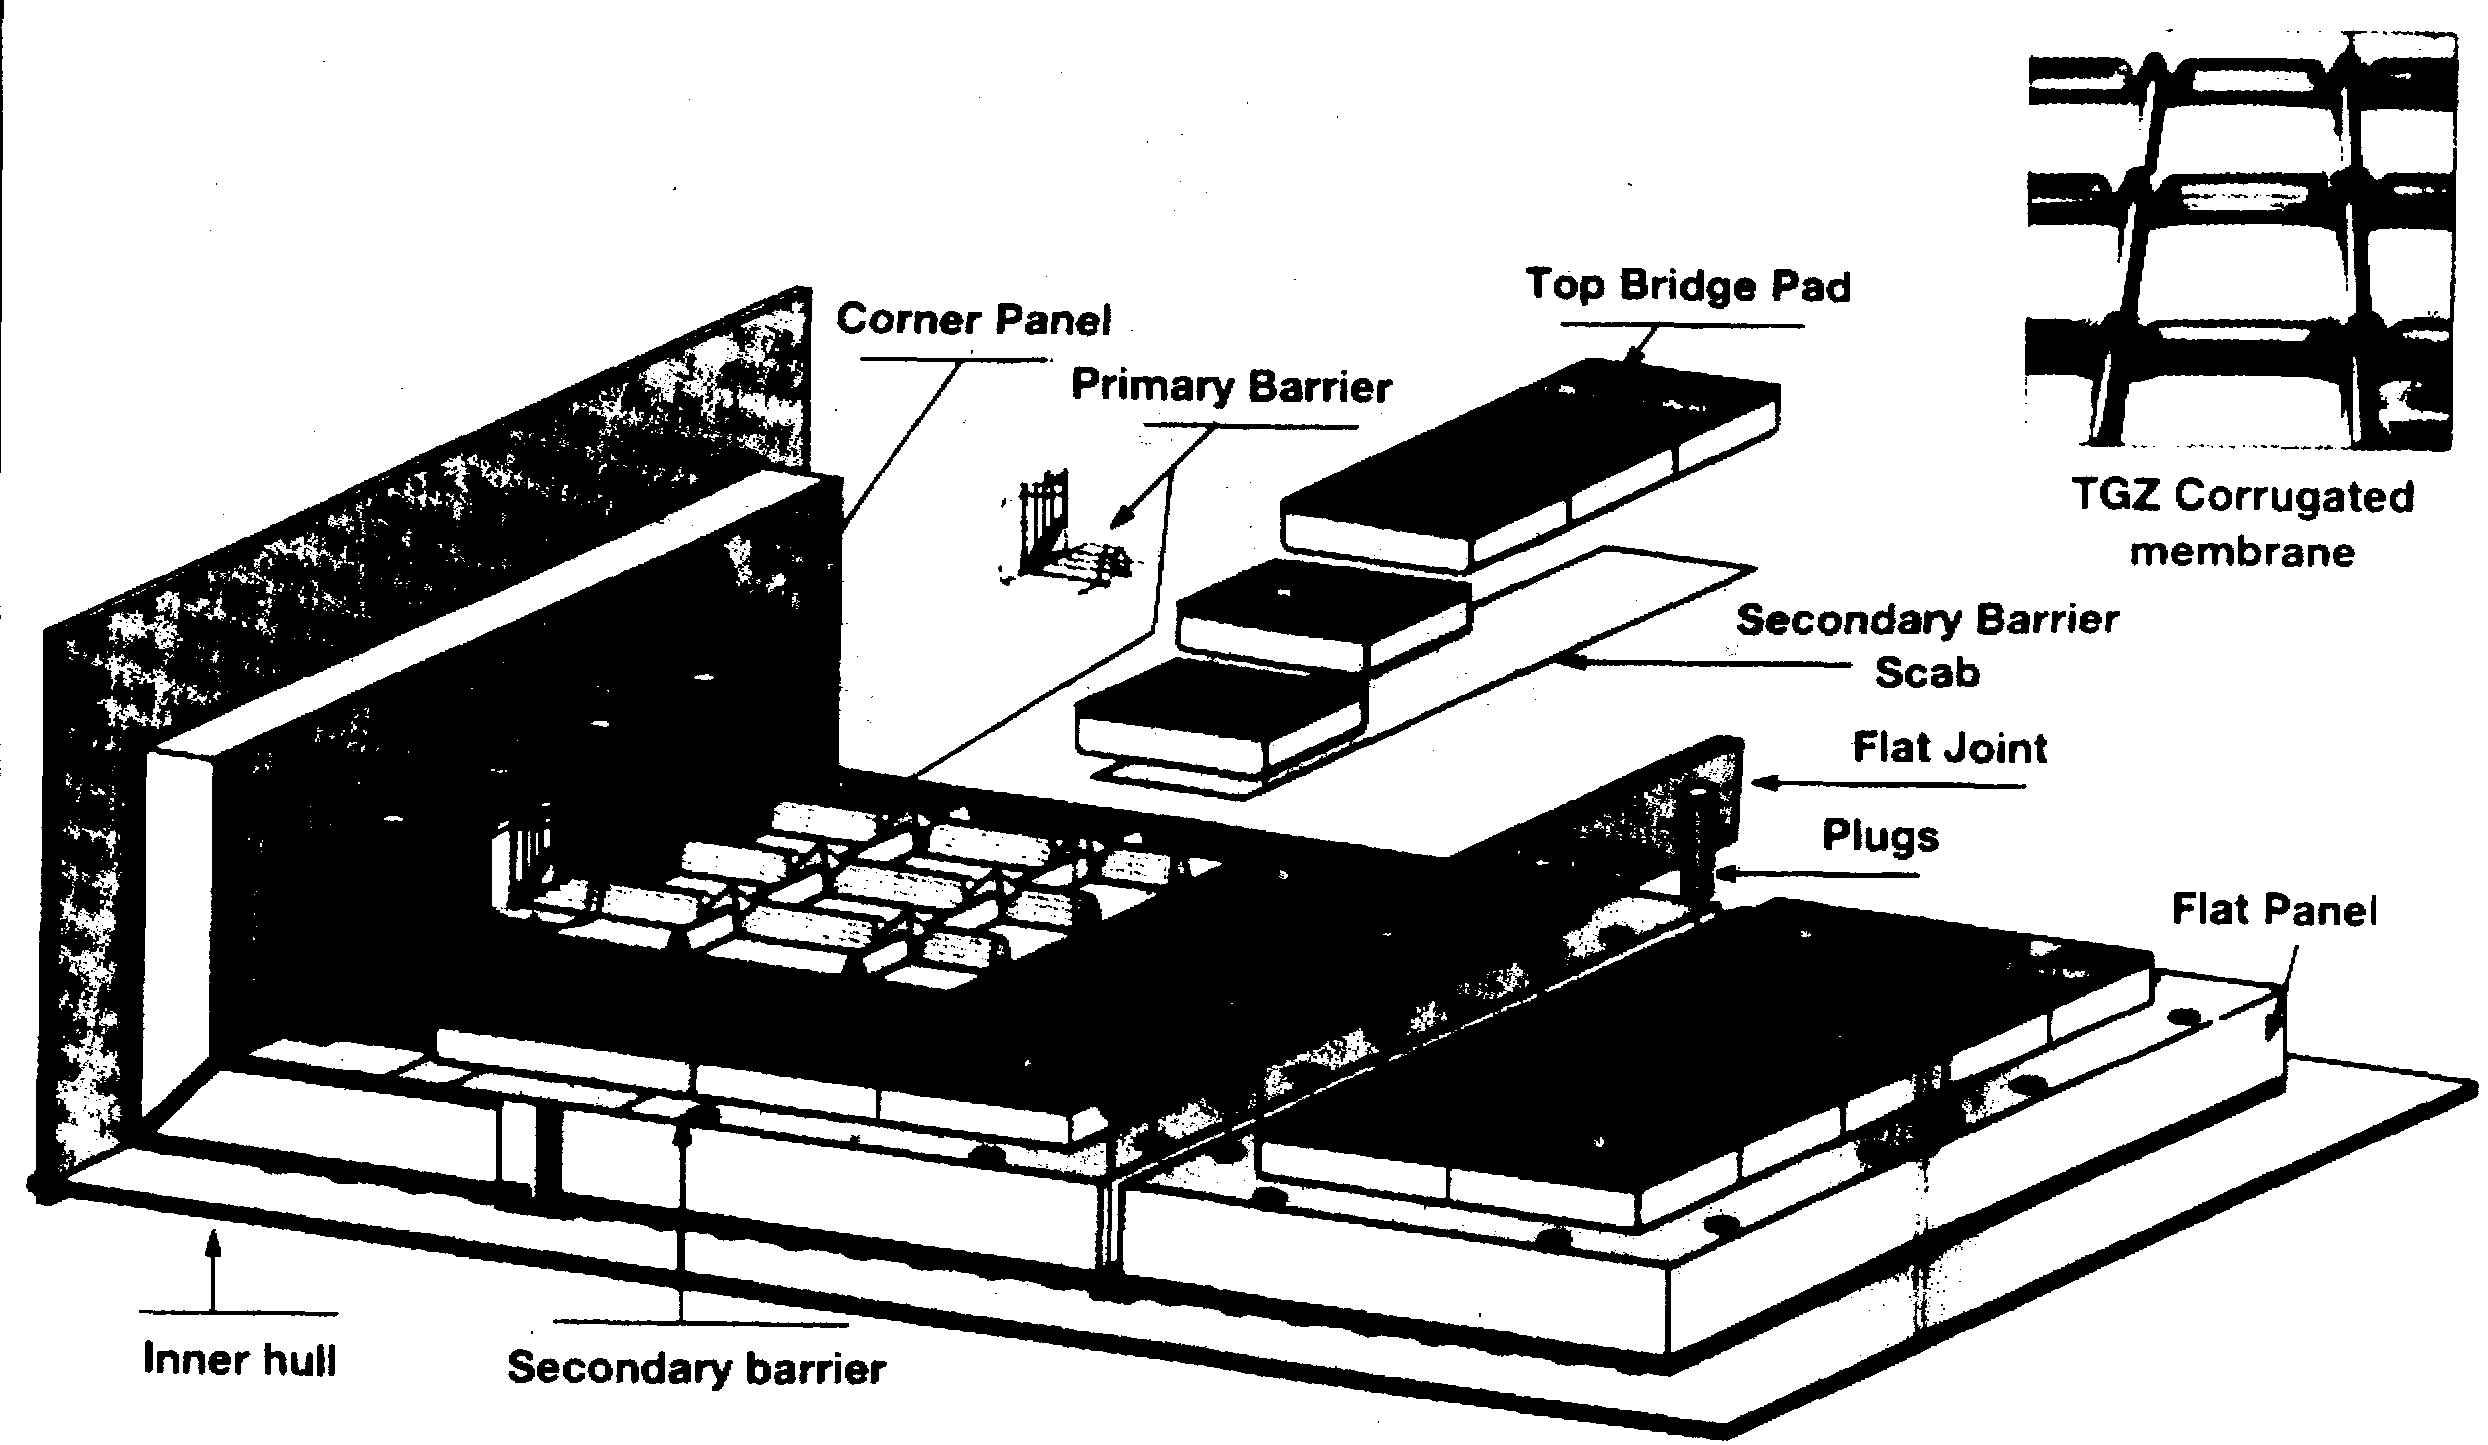 Top Bridge Pad
Corner Panel
Primary Barrier
TGZ Corrugated
membrane
Secondary Barrier
Scab
Flat Joint
Plugs
Flat Panel
Inner hull
Secondary barrier